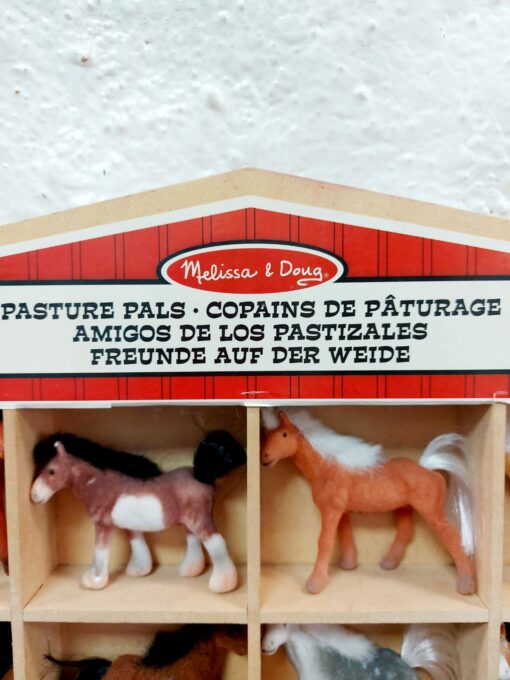 Melissa & Doug®
PASTURE PALS · COPAINS DE PÂTURAGE
AMIGOS DE LOS PASTIZALES
FREUNDE AUF DER WEIDE